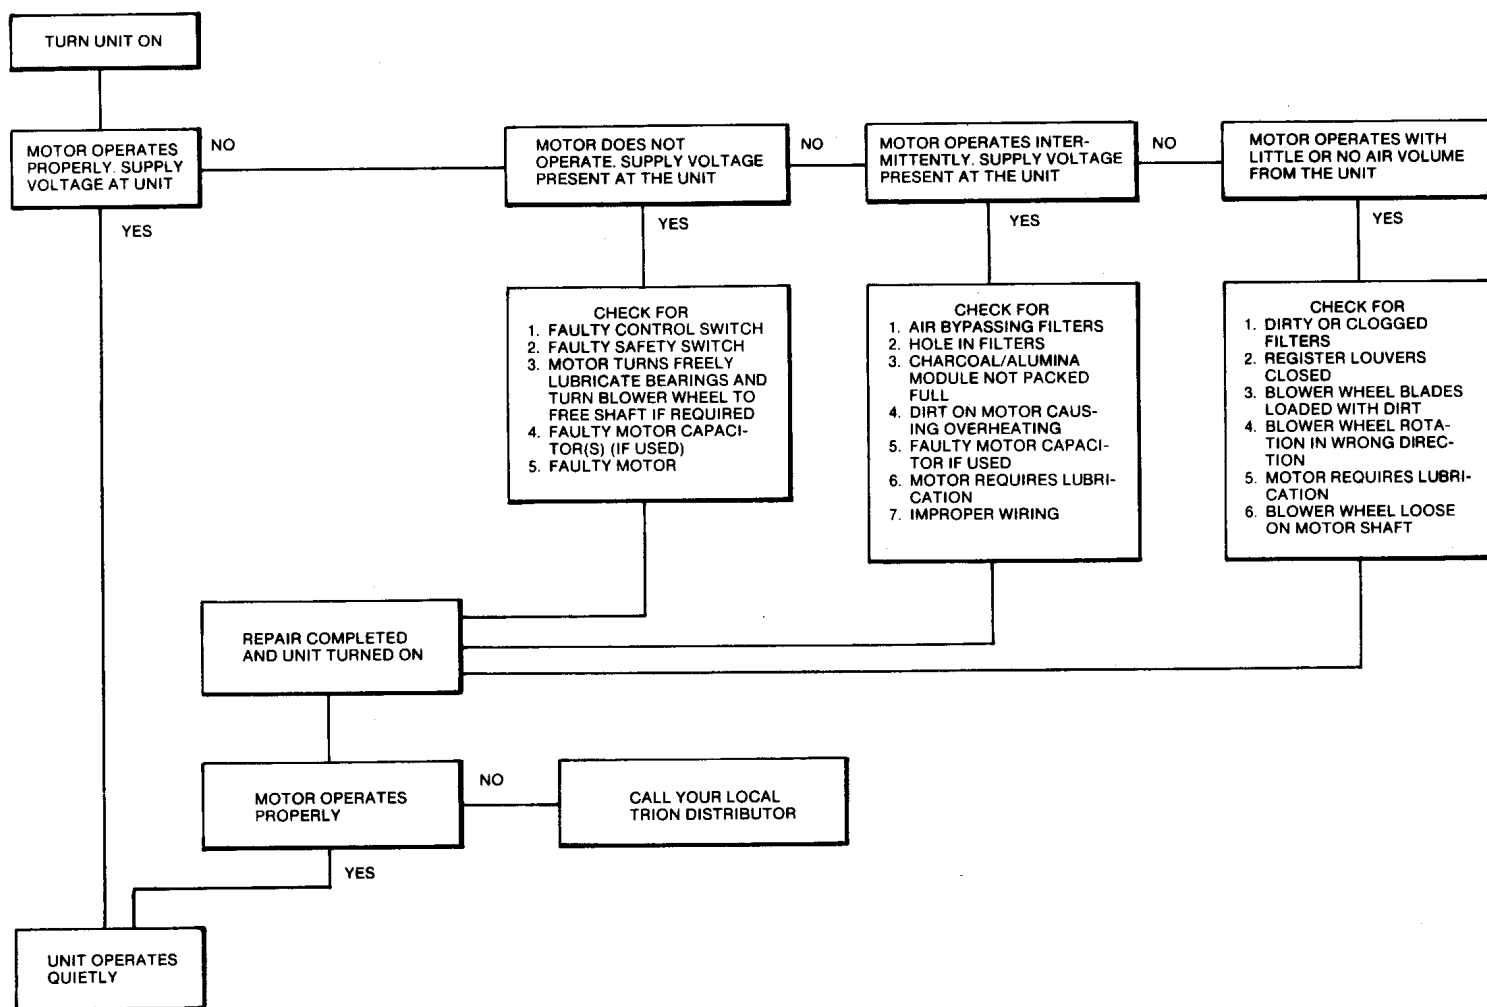 TURN UNIT ON
MOTOR OPERATES
PROPERLY. SUPPLY
VOLTAGE AT UNIT
NO
YES
MOTOR DOES NOT
OPERATE. SUPPLY VOLTAGE
PRESENT AT THE UNIT
NO
YES
MOTOR OPERATES INTER-
MITTENTLY. SUPPLY VOLTAGE
PRESENT AT THE UNIT
NO
YES
MOTOR OPERATES WITH
LITTLE OR NO AIR VOLUME
FROM THE UNIT
YES
CHECK FOR
1. FAULTY CONTROL SWITCH
2. FAULTY SAFETY SWITCH
3. MOTOR TURNS FREELY
LUBRICATE BEARINGS AND
TURN BLOWER WHEEL TO
FREE SHAFT IF REQUIRED
4. FAULTY MOTOR CAPACI-
TOR(S) (IF USED)
5. FAULTY MOTOR
CHECK FOR
1. AIR BYPASSING FILTERS
2. HOLE IN FILTERS
3. CHARCOAL/ALUMINA
MODULE NOT PACKED
FULL
4. DIRT ON MOTOR CAUS-
ING OVERHEATING
5. FAULTY MOTOR CAPACI-
TOR IF USED
6. MOTOR REQUIRES LUBRI-
CATION
7. IMPROPER WIRING
CHECK FOR
1. DIRTY OR CLOGGED
FILTERS
2. REGISTER LOUVERS
CLOSED
3. BLOWER WHEEL BLADES
LOADED WITH DIRT
4. BLOWER WHEEL ROTA-
TION IN WRONG DIREC-
TION
5. MOTOR REQUIRES LUBRI-
CATION
6. BLOWER WHEEL LOOSE
ON MOTOR SHAFT
REPAIR COMPLETED
AND UNIT TURNED ON
MOTOR OPERATES
PROPERLY
NO
YES
CALL YOUR LOCAL
TRION DISTRIBUTOR
UNIT OPERATES
QUIETLY